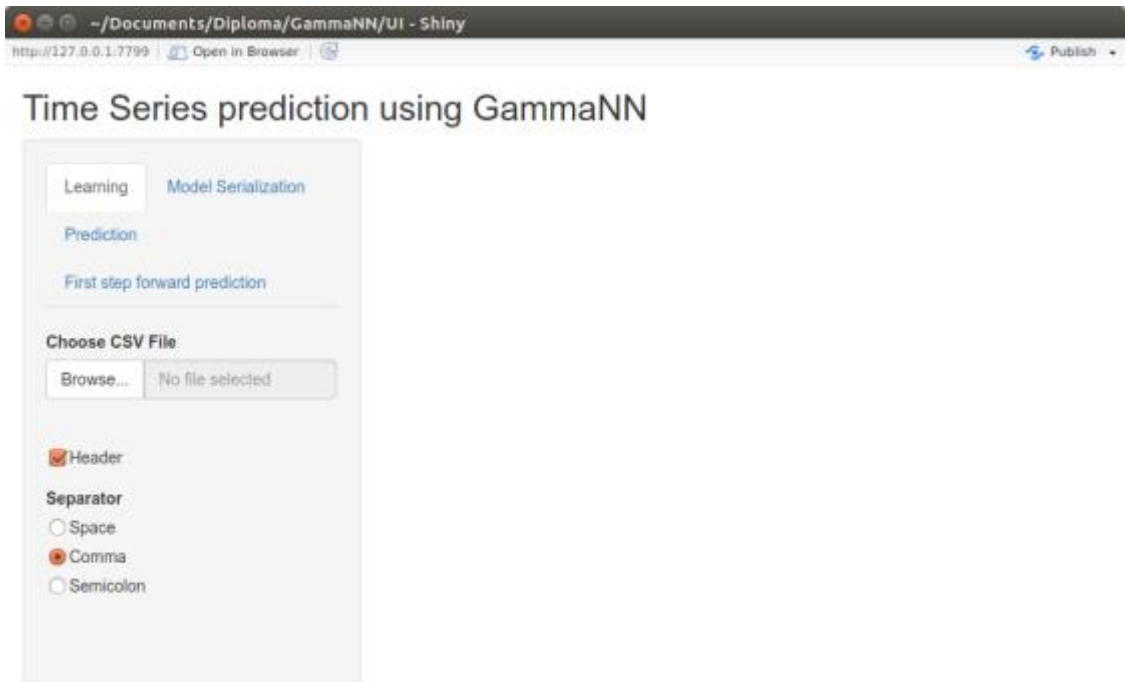 ~/Documents/Diploma/GammaNN/UI - Shiny
http://127.0.0.1:7799 Open in Browser Publish
Time Series prediction using GammaNN
Learning Model Serialization
Prediction
First step forward prediction
Choose CSV File
Browse... No file selected
Header
Separator
Space
Comma
Semicolon